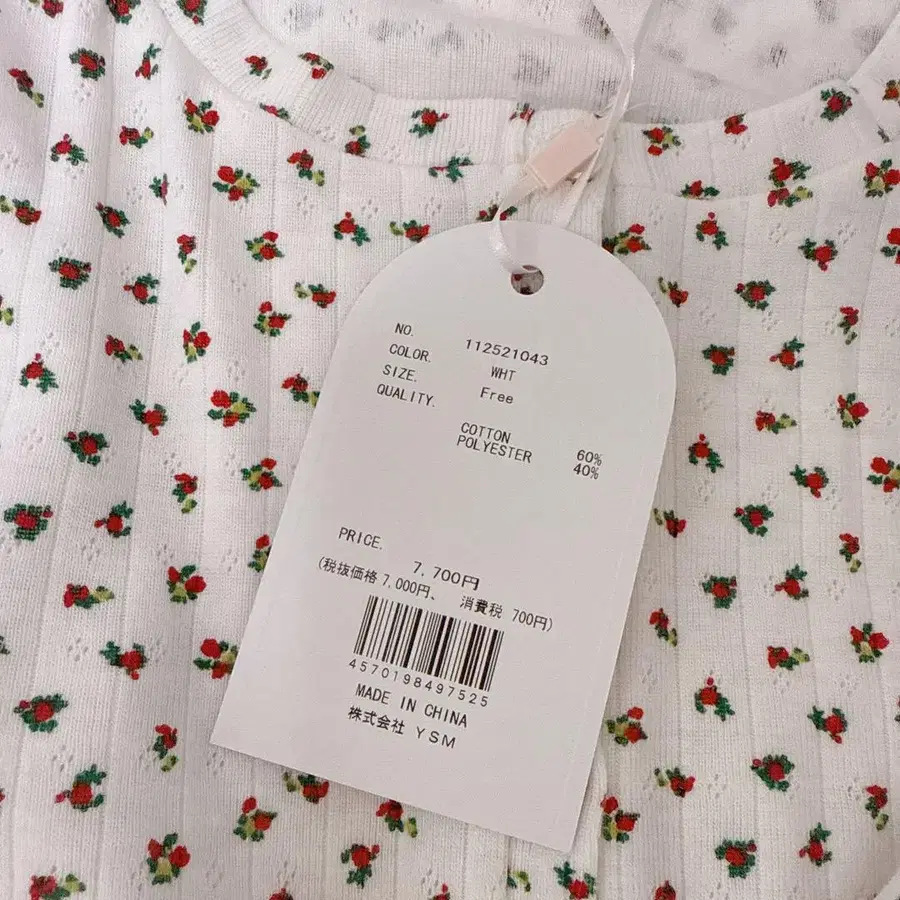 NO. 112521043
COLOR. WHT
SIZE. Free
QUALITY.
COTTON 60%
POLYESTER 40%
PRICE.
7,700円
(税抜価格 7,000円、 消費税 700円)
4570198497525
MADE IN CHINA
株式会社 YSM